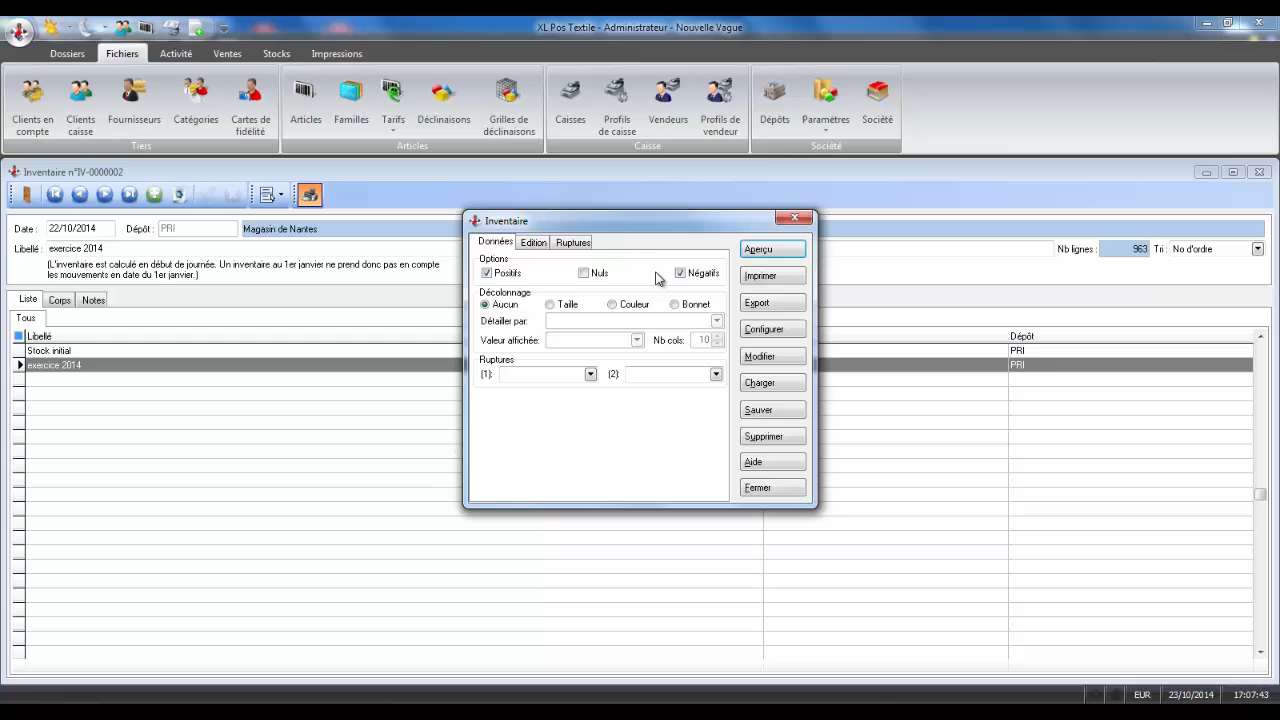 XL Pos Textile - Administrateur - Nouvelle Vague
Dossiers Fichiers Activité Ventes Stocks Impressions
Clients en compte
Clients caisse
Fournisseurs
Catégories
Cartes de fidélité
Articles
Familles
Tarifs
Déclinaisons
Grilles de déclinaisons
Caisses
Profils de caisse
Vendeurs
Profils de vendeur
Dépôts
Paramètres
Société
Tiers Articles Caisse Société
Inventaire n°IV-0000002
Date : 22/10/2014 Dépôt : PRI Magasin de Nantes
Libellé : exercice 2014 Nb lignes : 963 Tri : No d'ordre
(L'inventaire est calculé en début de journée. Un inventaire au 1er janvier ne prend donc pas en compte
les mouvements en date du 1er janvier.)
Liste Corps Notes
Tous
Libellé Dépôt
Stock initial PRI
exercice 2014 PRI
Inventaire
Données Edition Ruptures
Options
Positifs Nuls Négatifs
Décolonnage
Aucun Taille Couleur Bonnet
Détailler par:
Valeur affichée: Nb cols: 10
Ruptures
(1): (2):
Aperçu
Imprimer
Export
Configurer
Modifier
Charger
Sauver
Supprimer
Aide
Fermer
EUR 23/10/2014 17:07:43